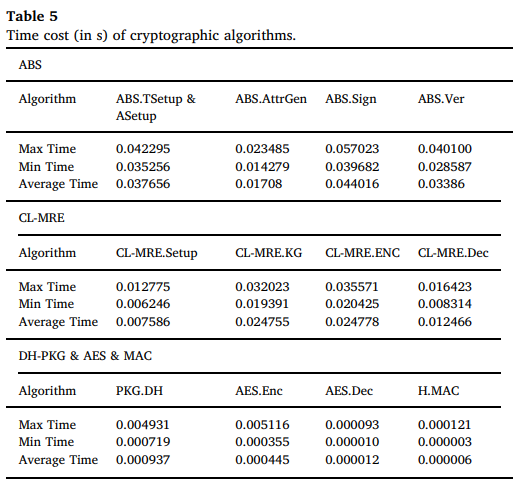 Table 5
Time cost (in s) of cryptographic algorithms.
ABS
Algorithm ABS.TSetup & ABS.AttrGen ABS.Sign ABS.Ver
ASetup
Max Time 0.042295 0.023485 0.057023 0.040100
Min Time 0.035256 0.014279 0.039682 0.028587
Average Time 0.037656 0.01708 0.044016 0.03386
CL-MRE
Algorithm CL-MRE.Setup CL-MRE.KG CL-MRE.ENC CL-MRE.Dec
Max Time 0.012775 0.032023 0.035571 0.016423
Min Time 0.006246 0.019391 0.020425 0.008314
Average Time 0.007586 0.024755 0.024778 0.012466
DH-PKG & AES & MAC
Algorithm PKG.DH AES.Enc AES.Dec H.MAC
Max Time 0.004931 0.005116 0.000093 0.000121
Min Time 0.000719 0.000355 0.000010 0.000003
Average Time 0.000937 0.000445 0.000012 0.000006